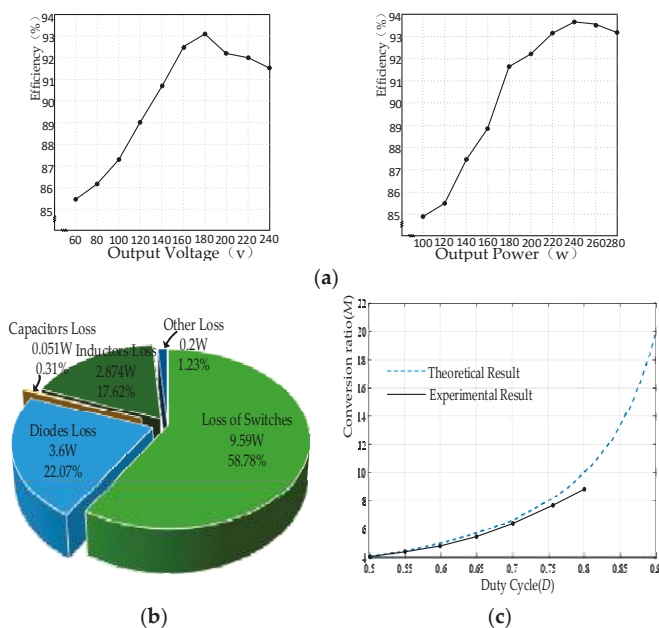 94
93
92
91
90
89
88
87
86
85
Efficiency（%）
60 80 100 120 140 160 180 200 220 240
Output Voltage（v）
94
93
92
91
90
89
88
87
86
85
Efficiency（%）
100 120 140 160 180 200 220 240 260 280
Output Power（w）
(a)
Capacitors Loss
0.051W
0.31%
Inductors Loss
2.874W
17.62%
Other Loss
0.2W
1.23%
Diodes Loss
3.6W
22.07%
Loss of Switches
9.59W
58.78%
(b)
Conversion ratio(M)
22
20
18
16
14
12
10
8
6
4
Theoretical Result
Experimental Result
0.5 0.55 0.6 0.65 0.7 0.75 0.8 0.85 0.9
Duty Cycle(D)
(c)